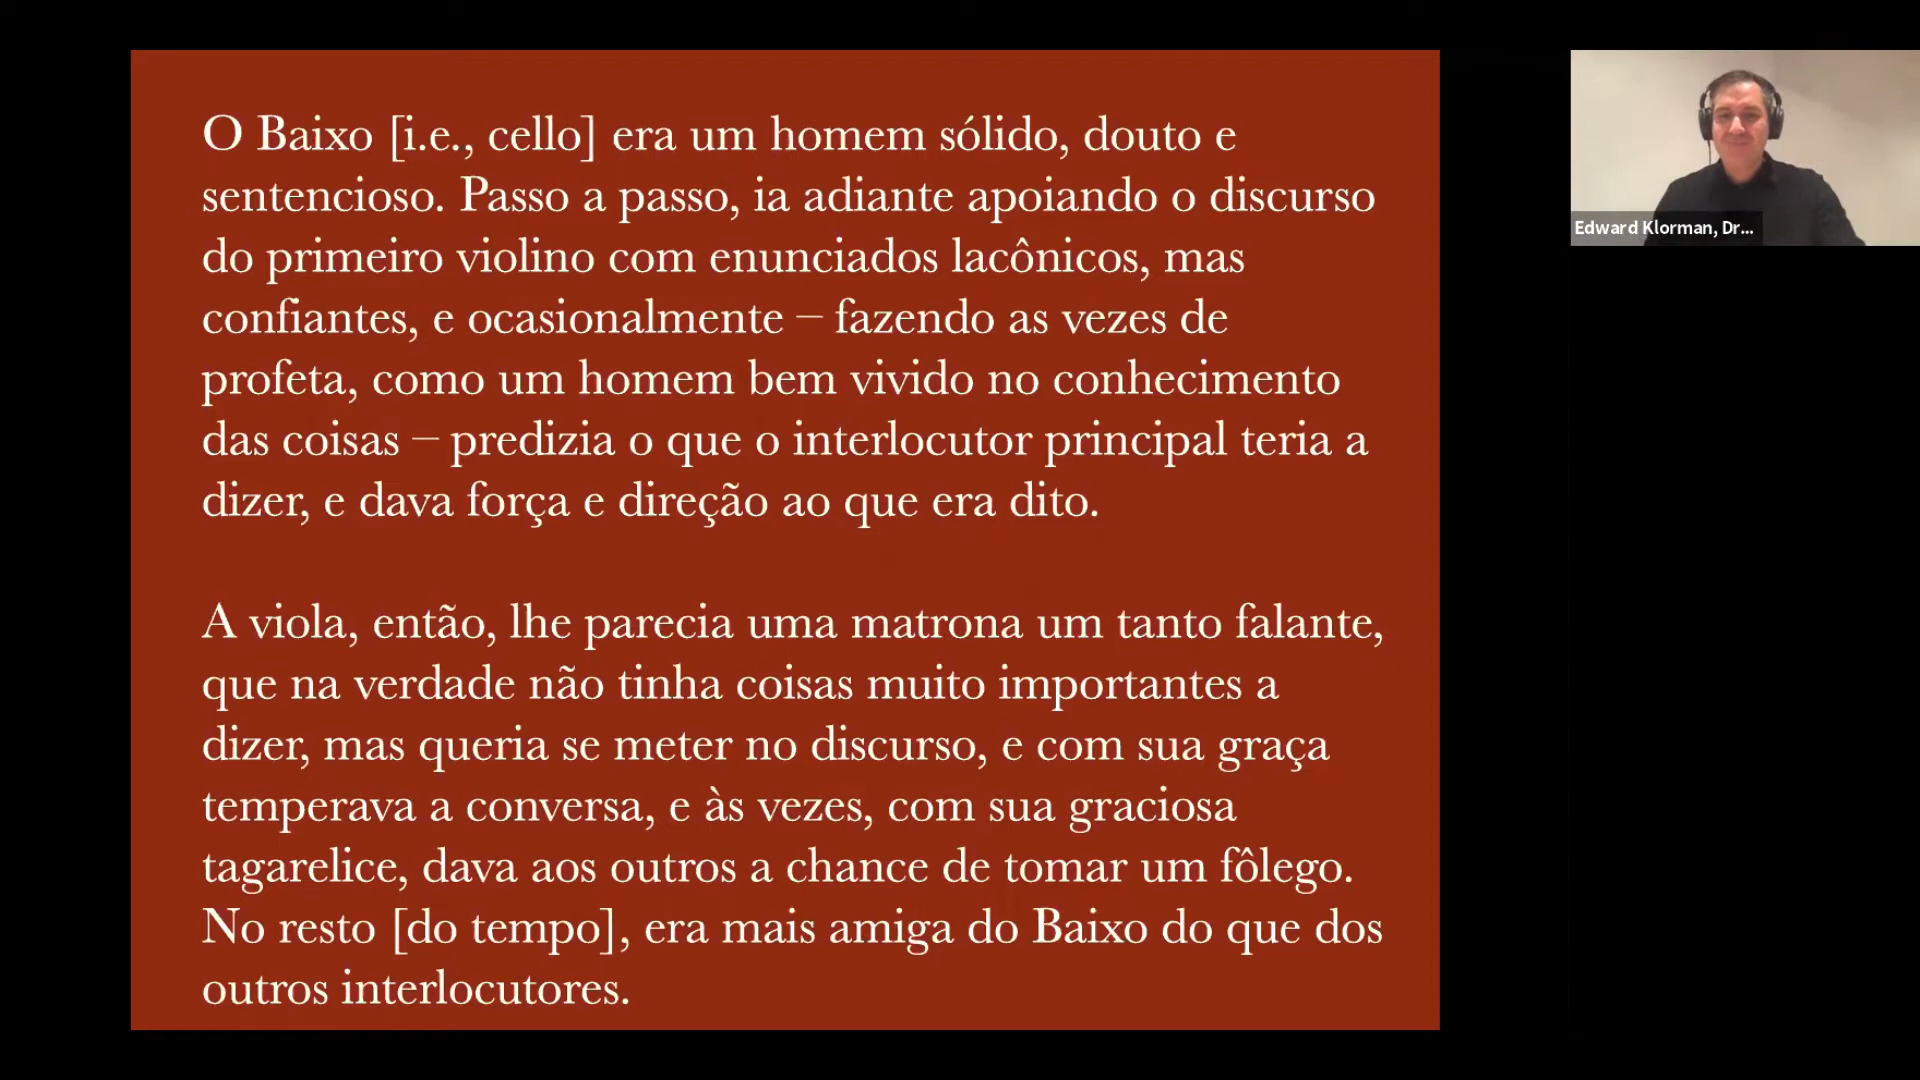 O Baixo [i.e., cello] era um homem sólido, douto e
sentencioso. Passo a passo, ia adiante apoiando o discurso
do primeiro violino com enunciados lacônicos, mas
confiantes, e ocasionalmente – fazendo as vezes de
profeta, como um homem bem vivido no conhecimento
das coisas – predizia o que o interlocutor principal teria a
dizer, e dava força e direção ao que era dito.
A viola, então, lhe parecia uma matrona um tanto falante,
que na verdade não tinha coisas muito importantes a
dizer, mas queria se meter no discurso, e com sua graça
temperava a conversa, e às vezes, com sua graciosa
tagarelice, dava aos outros a chance de tomar um fôlego.
No resto [do tempo], era mais amiga do Baixo do que dos
outros interlocutores.
Edward Klorman, Dr...